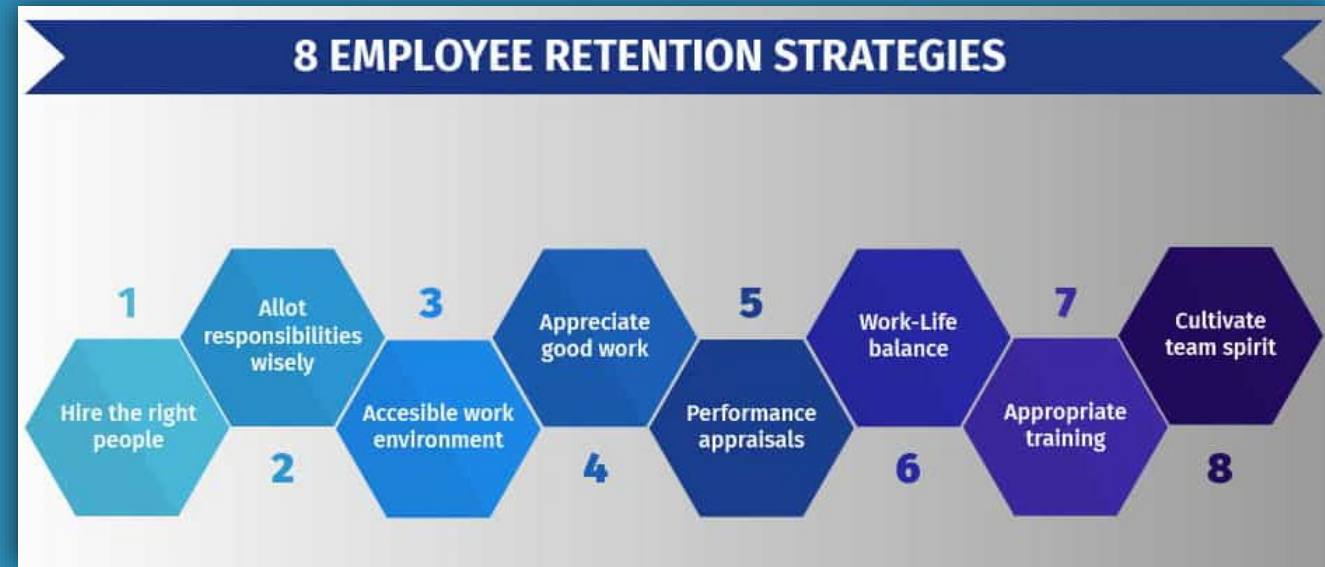 8 EMPLOYEE RETENTION STRATEGIES
1
Hire the right
people
Allot
responsibilities
wisely
2
3
Accesible work
environment
Appreciate
good work
4
5
Performance
appraisals
Work-Life
balance
6
7
Appropriate
training
Cultivate
team spirit
8